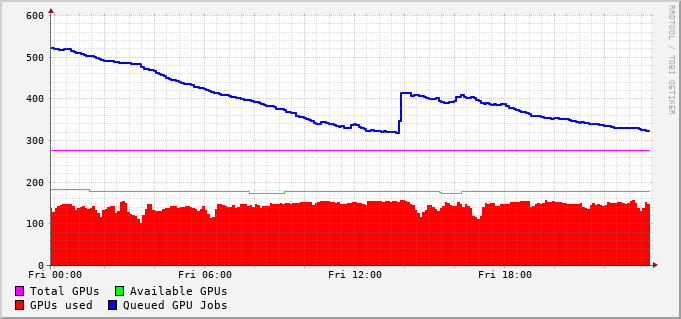 600
500
400
300
200
100
0
Fri 00:00 Fri 06:00 Fri 12:00 Fri 18:00
Total GPUs Available GPUs
GPUs used Queued GPU Jobs
RRDTOOL / TOBI OETIKER